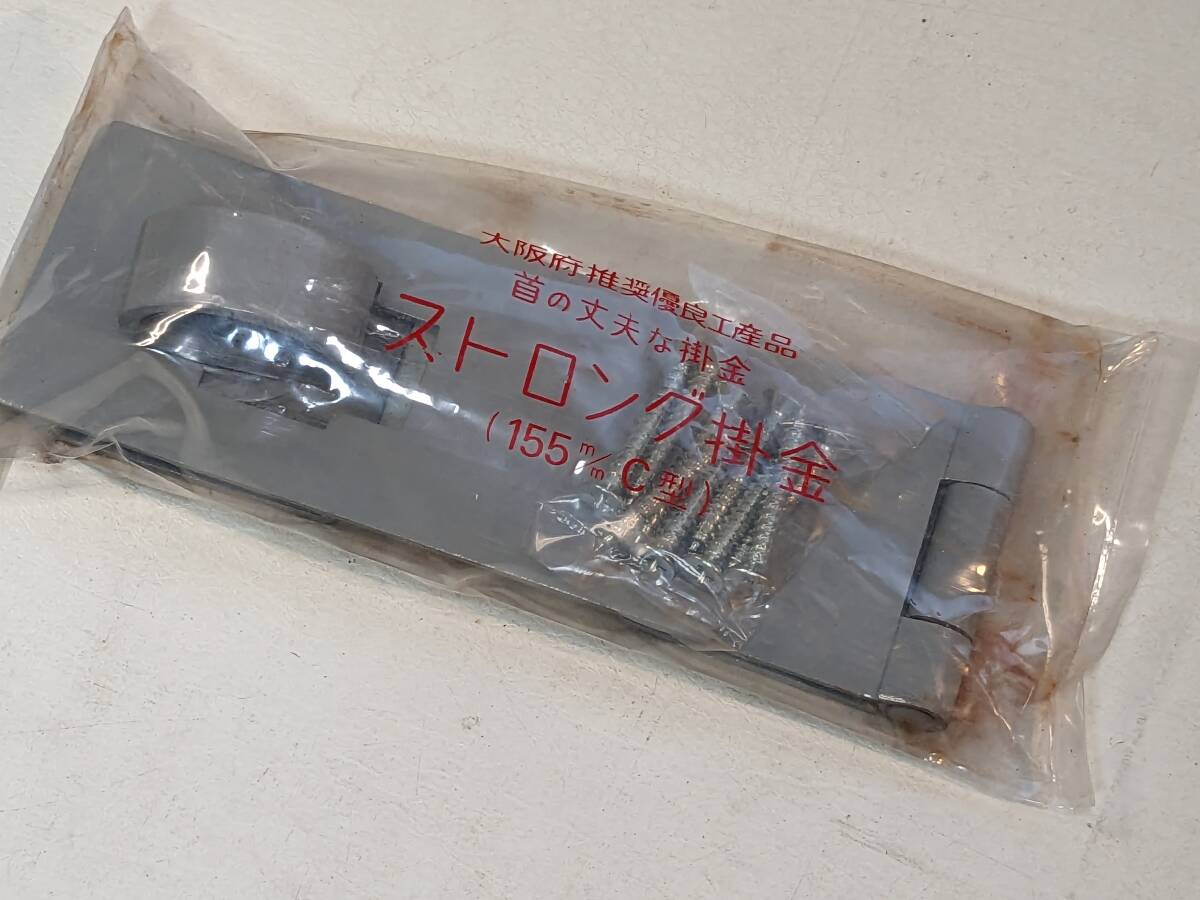 大阪府推奨優良工産品
首の丈夫な掛金
ストロング掛金
(155m/m C型)